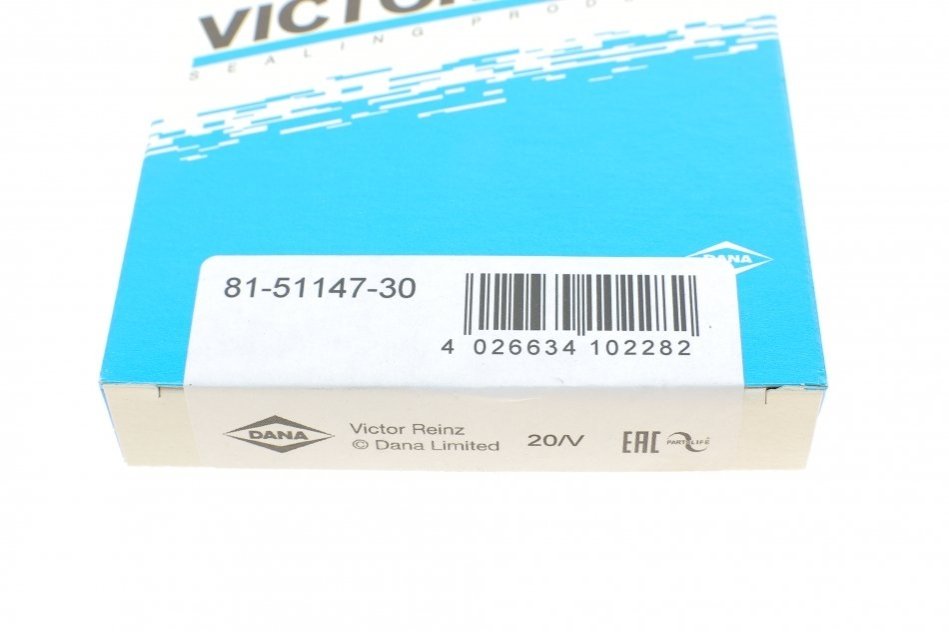 VICTOR
SEALING PRODU
DANA
81-51147-30
4 026634 102282
DANA
Victor Reinz
© Dana Limited
20/V
EAC
PARTSLIFE